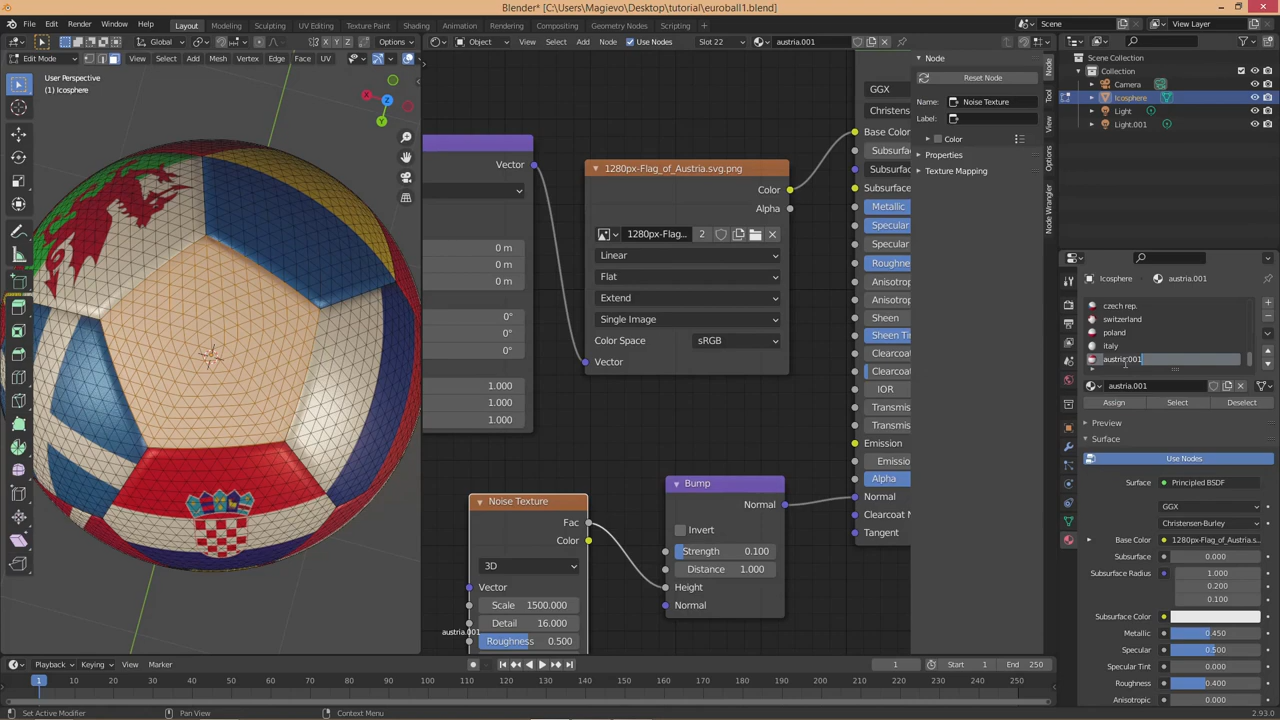 Blender* [C:\Users\Magievo\Desktop\tutorial\euroball1.blend]
File Edit Render Window Help Layout Modeling Sculpting UV Editing Texture Paint Shading Animation Rendering Compositing Geometry Nodes Scripting Scene View Layer
Global X Y Z Options Object View Select Add Node Use Nodes Slot 22 austria.001
Edit Mode View Select Add Mesh Vertex Edge Face UV
User Perspective
(1) Icosphere
X
Z
Y
Vector
0 m
0 m
0 m
0°
0°
0°
1.000
1.000
1.000
1280px-Flag_of_Austria.svg.png
Color
Alpha
1280px-Flag... 2
Linear
Flat
Extend
Single Image
Color Space sRGB
Vector
Noise Texture
Fac
Color
3D
Vector
Scale 1500.000
Detail 16.000
Roughness 0.500
austria.001
Bump
Normal
Invert
Strength 0.100
Distance 1.000
Height
Normal
GGX
Christens
Base Color
Subsurfac
Subsurfac
Subsurface
Metallic
Specular
Specular
Roughne
Anisotrop
Anisotrop
Sheen
Sheen Ti
Clearcoat
Clearcoat
IOR
Transmis
Transmis
Emission
Emissio
Alpha
Normal
Clearcoat N
Tangent
Node
Reset Node
Name: Noise Texture
Label:
Color
Properties
Texture Mapping
Node
Tool
View
Options
Node Wrangler
Scene Collection
Collection
Camera
Icosphere
Light
Light.001
Icosphere austria.001
czech rep.
switzerland
poland
italy
austria.001
austria.001
Assign Select Deselect
Preview
Surface
Use Nodes
Surface Principled BSDF
GGX
Christensen-Burley
Base Color 1280px-Flag_of_Austria.s...
Subsurface 0.000
Subsurface Radius 1.000
0.200
0.100
Subsurface Color
Metallic 0.450
Specular 0.500
Specular Tint 0.000
Roughness 0.400
Anisotropic 0.000
Playback Keying View Marker 1 Start 1 End 250
1 10 20 30 40 50 60 70 80 90 100 110 120 130 140 150 160 170 180 190 200 210 220 230 240 250
Set Active Modifier Pan View Context Menu 2.93.0